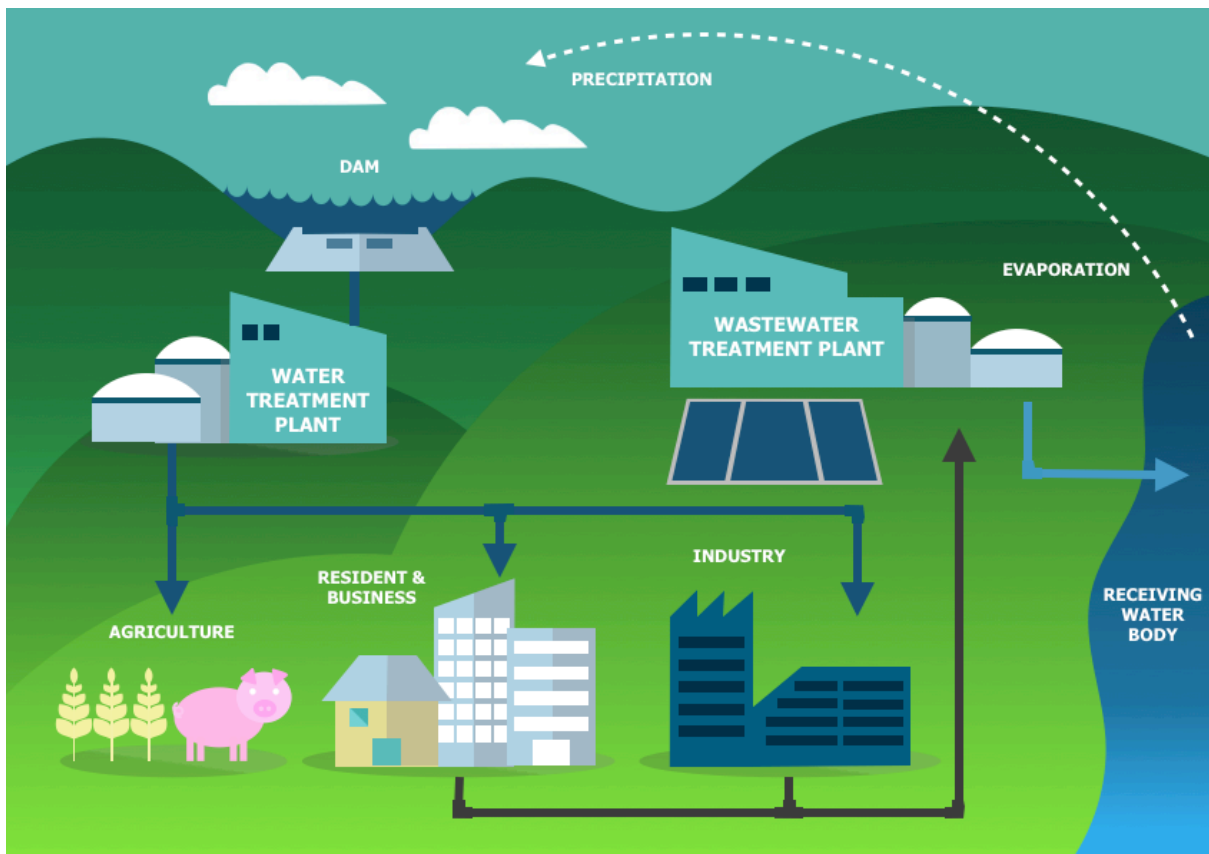 PRECIPITATION
DAM
EVAPORATION
WASTEWATER
TREATMENT PLANT
WATER
TREATMENT
PLANT
INDUSTRY
RESIDENT &
BUSINESS
RECEIVING
WATER
BODY
AGRICULTURE